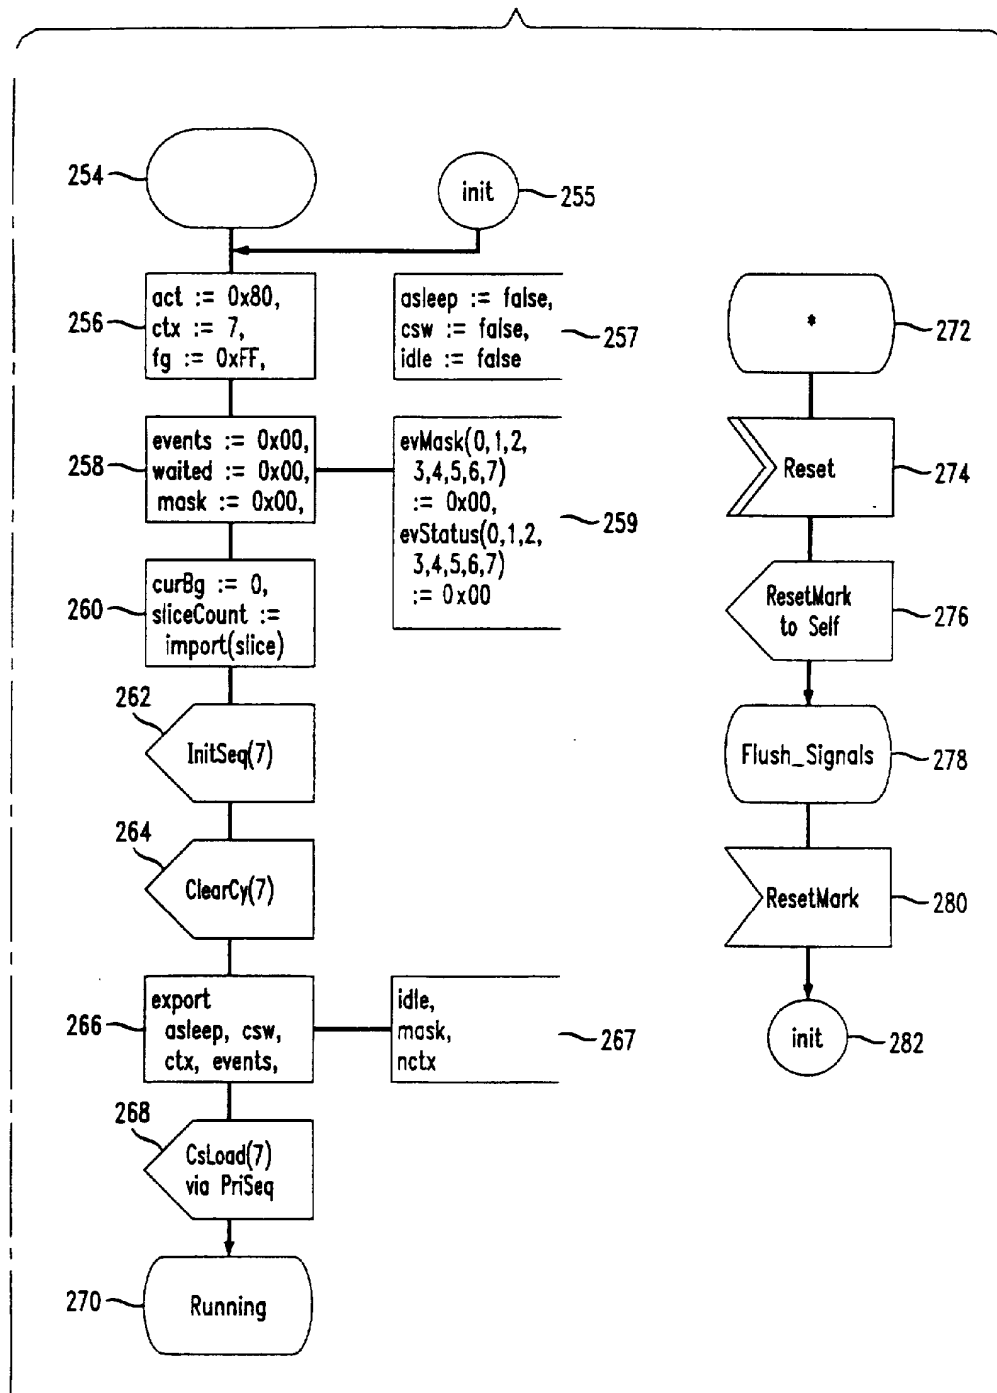 254
init
255
act := 0x80,
ctx := 7,
fg := 0xFF,
256
asleep := false,
csw := false,
idle := false
257
events := 0x00,
waited := 0x00,
mask := 0x00,
258
evMask(0,1,2,
3,4,5,6,7)
:= 0x00,
evStatus(0,1,2,
3,4,5,6,7)
:= 0x00
259
curBg := 0,
sliceCount :=
import(slice)
260
262
InitSeq(7)
264
ClearCy(7)
export
asleep, csw,
ctx, events,
266
idle,
mask,
nctx
267
268
CsLoad(7)
via PriSeq
270
Running
*
272
Reset
274
ResetMark
to Self
276
Flush_Signals
278
ResetMark
280
init
282